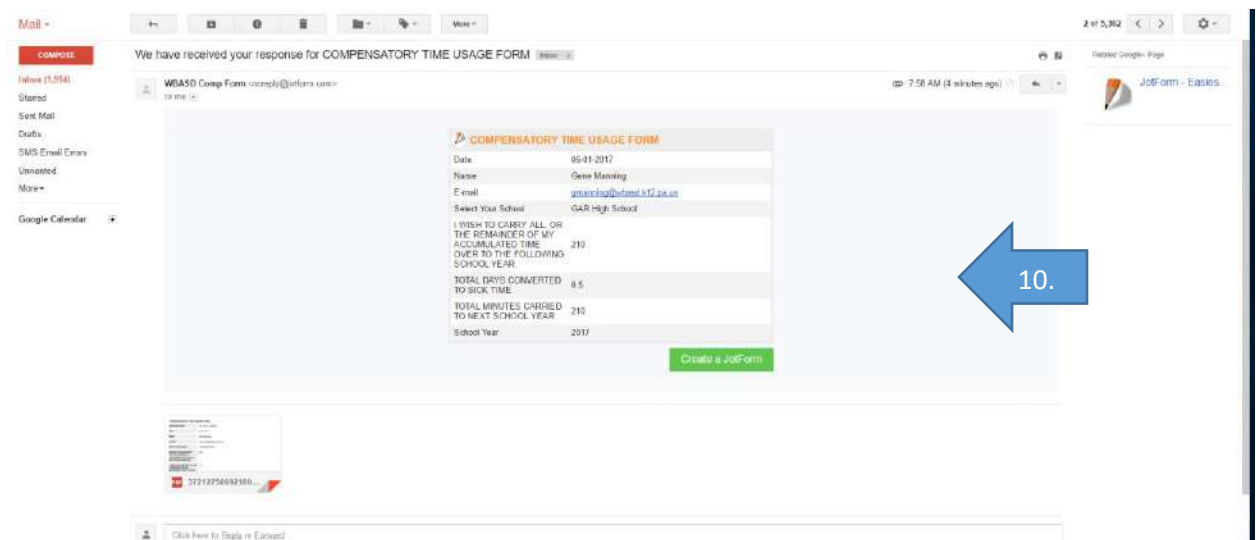 Mail
More
2 of 5,362
COMPOSE
We have received your response for COMPENSATORY TIME USAGE FORM
Inbox x
Related Google+ Page
Inbox (1,954)
WBASD Comp Form <noreply@jotform.com>
7:58 AM (4 minutes ago)
JotForm - Easies...
to me
Starred
Sent Mail
Drafts
SMS Email Errors
Unwanted
More
Google Calendar
COMPENSATORY TIME USAGE FORM
Date 06-01-2017
Name Gene Manning
E-mail
Select Your School GAR High School
I WISH TO CARRY ALL, OR
THE REMAINDER OF MY
ACCUMULATED TIME 210
OVER TO THE FOLLOWING
SCHOOL YEAR.
TOTAL DAYS CONVERTED 0.5
TO SICK TIME
TOTAL MINUTES CARRIED 210
TO NEXT SCHOOL YEAR
School Year 2017
Create a JotForm
10.
Click here to Reply or Forward